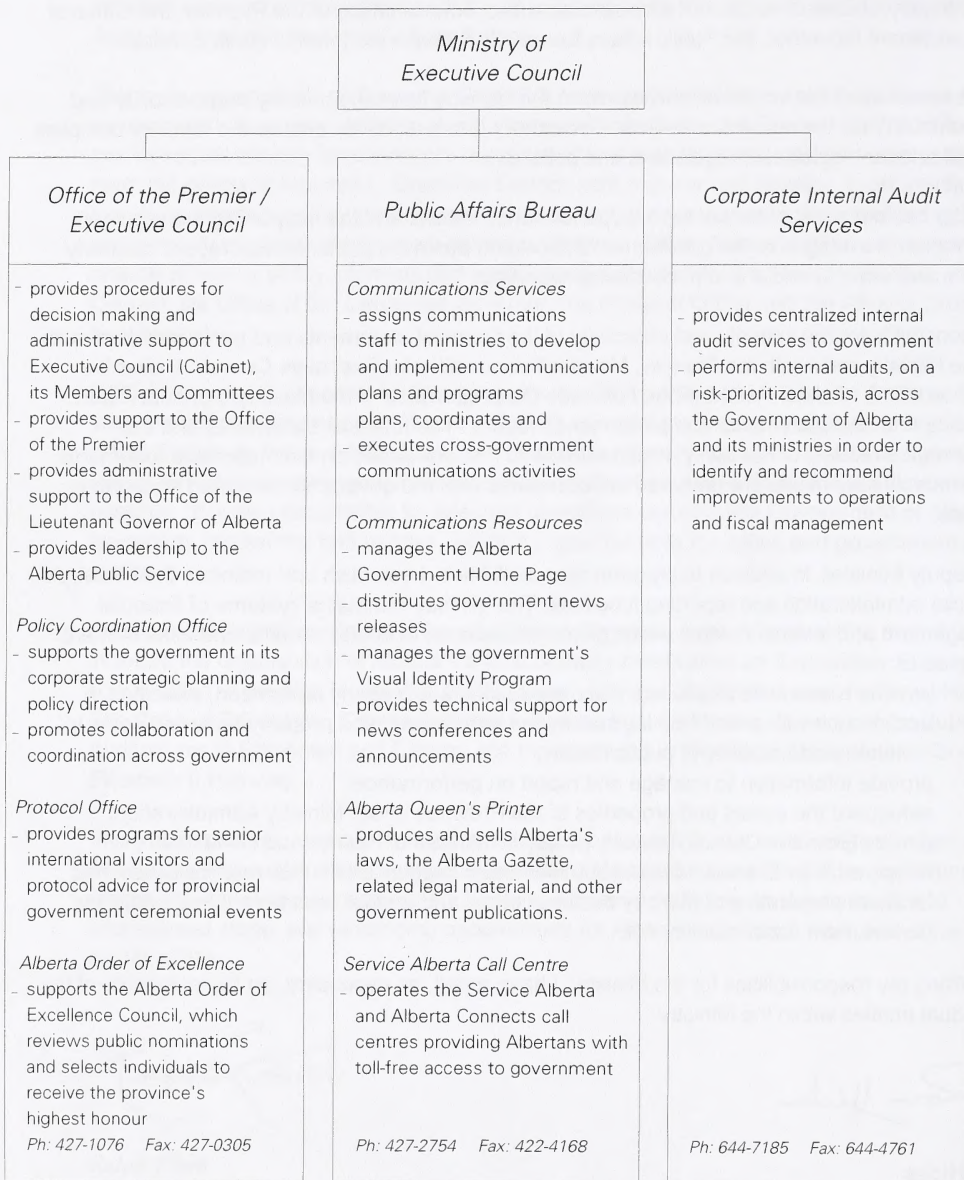 Ministry of
Executive Council
Office of the Premier /
Executive Council
- provides procedures for
decision making and
administrative support to
Executive Council (Cabinet),
its Members and Committees
- provides support to the Office
of the Premier
- provides administrative
support to the Office of the
Lieutenant Governor of Alberta
- provides leadership to the
Alberta Public Service
Policy Coordination Office
- supports the government in its
corporate strategic planning and
policy direction
- promotes collaboration and
coordination across government
Protocol Office
- provides programs for senior
international visitors and
protocol advice for provincial
government ceremonial events
Alberta Order of Excellence
- supports the Alberta Order of
Excellence Council, which
reviews public nominations
and selects individuals to
receive the province's
highest honour
Ph: 427-1076 Fax: 427-0305
Public Affairs Bureau
Communications Services
- assigns communications
staff to ministries to develop
and implement communications
plans and programs
- plans, coordinates and
executes cross-government
communications activities
Communications Resources
- manages the Alberta
Government Home Page
- distributes government news
releases
- manages the government's
Visual Identity Program
- provides technical support for
news conferences and
announcements
Alberta Queen's Printer
- produces and sells Alberta's
laws, the Alberta Gazette,
related legal material, and other
government publications.
Service Alberta Call Centre
- operates the Service Alberta
and Alberta Connects call
centres providing Albertans with
toll-free access to government
Ph: 427-2754 Fax: 422-4168
Corporate Internal Audit
Services
- provides centralized internal
audit services to government
- performs internal audits, on a
risk-prioritized basis, across
the Government of Alberta
and its ministries in order to
identify and recommend
improvements to operations
and fiscal management
Ph: 644-7185 Fax: 644-4761